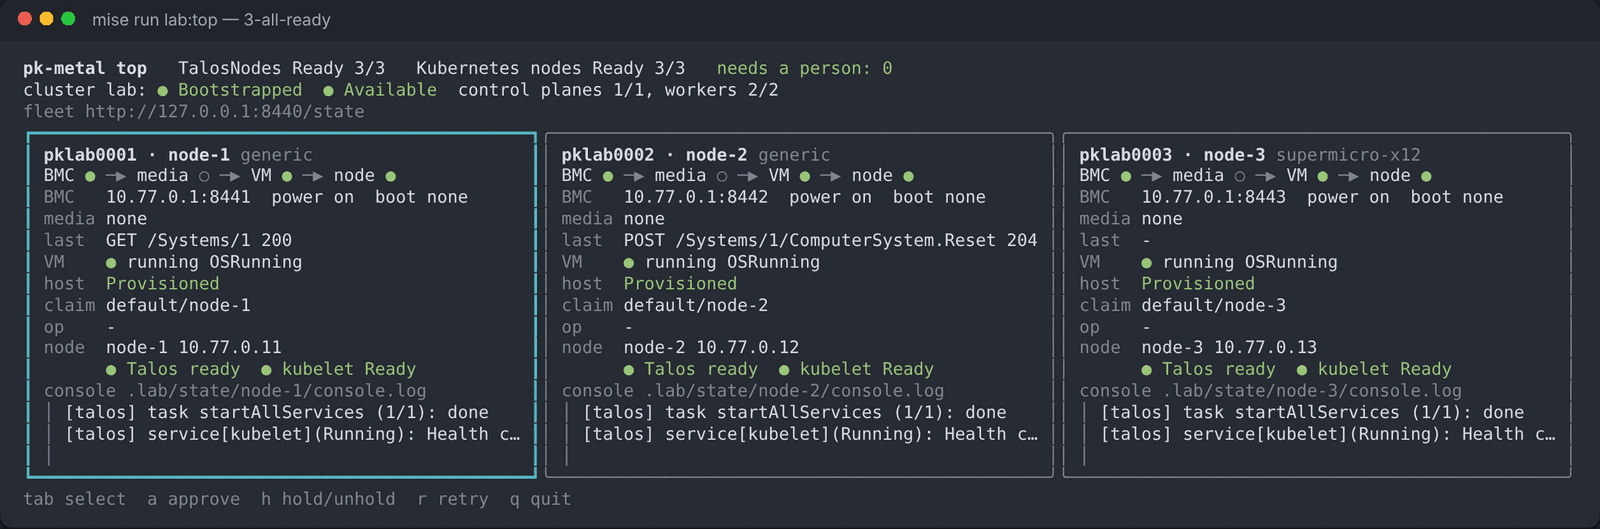 mise run lab:top — 3-all-ready
pk-metal top   TalosNodes Ready 3/3   Kubernetes nodes Ready 3/3   needs a person: 0
cluster lab: ● Bootstrapped  ● Available  control planes 1/1, workers 2/2
fleet http://127.0.0.1:8440/state
pklab0001 · node-1 generic
BMC ● ─▶ media ○ ─▶ VM ● ─▶ node ●
BMC   10.77.0.1:8441  power on  boot none
media none
last  GET /Systems/1 200
VM    ● running OSRunning
host  Provisioned
claim default/node-1
op    -
node  node-1 10.77.0.11
● Talos ready  ● kubelet Ready
console .lab/state/node-1/console.log
│ [talos] task startAllServices (1/1): done
│ [talos] service[kubelet](Running): Health c…
│
pklab0002 · node-2 generic
BMC ● ─▶ media ○ ─▶ VM ● ─▶ node ●
BMC   10.77.0.1:8442  power on  boot none
media none
last  POST /Systems/1/ComputerSystem.Reset 204
VM    ● running OSRunning
host  Provisioned
claim default/node-2
op    -
node  node-2 10.77.0.12
● Talos ready  ● kubelet Ready
console .lab/state/node-2/console.log
│ [talos] task startAllServices (1/1): done
│ [talos] service[kubelet](Running): Health c…
│
pklab0003 · node-3 supermicro-x12
BMC ● ─▶ media ○ ─▶ VM ● ─▶ node ●
BMC   10.77.0.1:8443  power on  boot none
media none
last  -
VM    ● running OSRunning
host  Provisioned
claim default/node-3
op    -
node  node-3 10.77.0.13
● Talos ready  ● kubelet Ready
console .lab/state/node-3/console.log
│ [talos] task startAllServices (1/1): done
│ [talos] service[kubelet](Running): Health c…
│
tab select  a approve  h hold/unhold  r retry  q quit